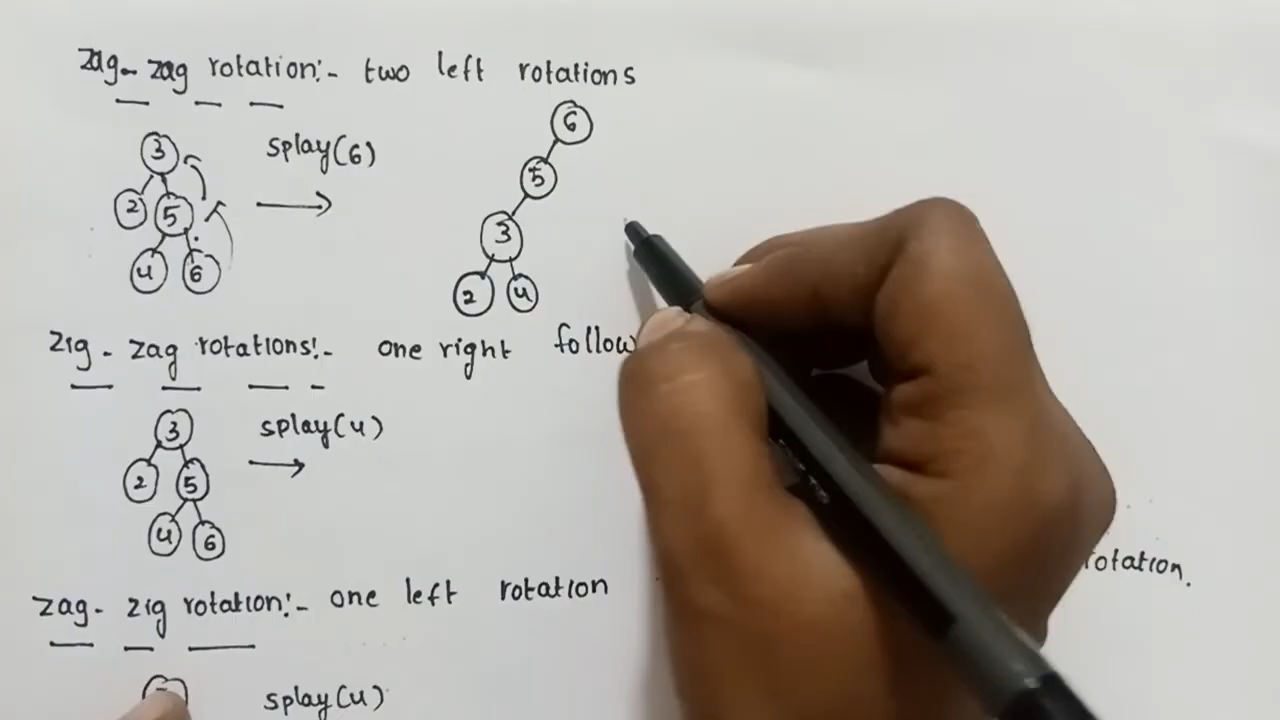 zag-zag rotation:- two left rotations
3 splay(6) 6
2 5 5
4 6 3
2 4
zig-zag rotations:- one right follow
3 splay(4)
2 5
4 6
rotation.
zag-zig rotation:- one left rotation
splay(4)